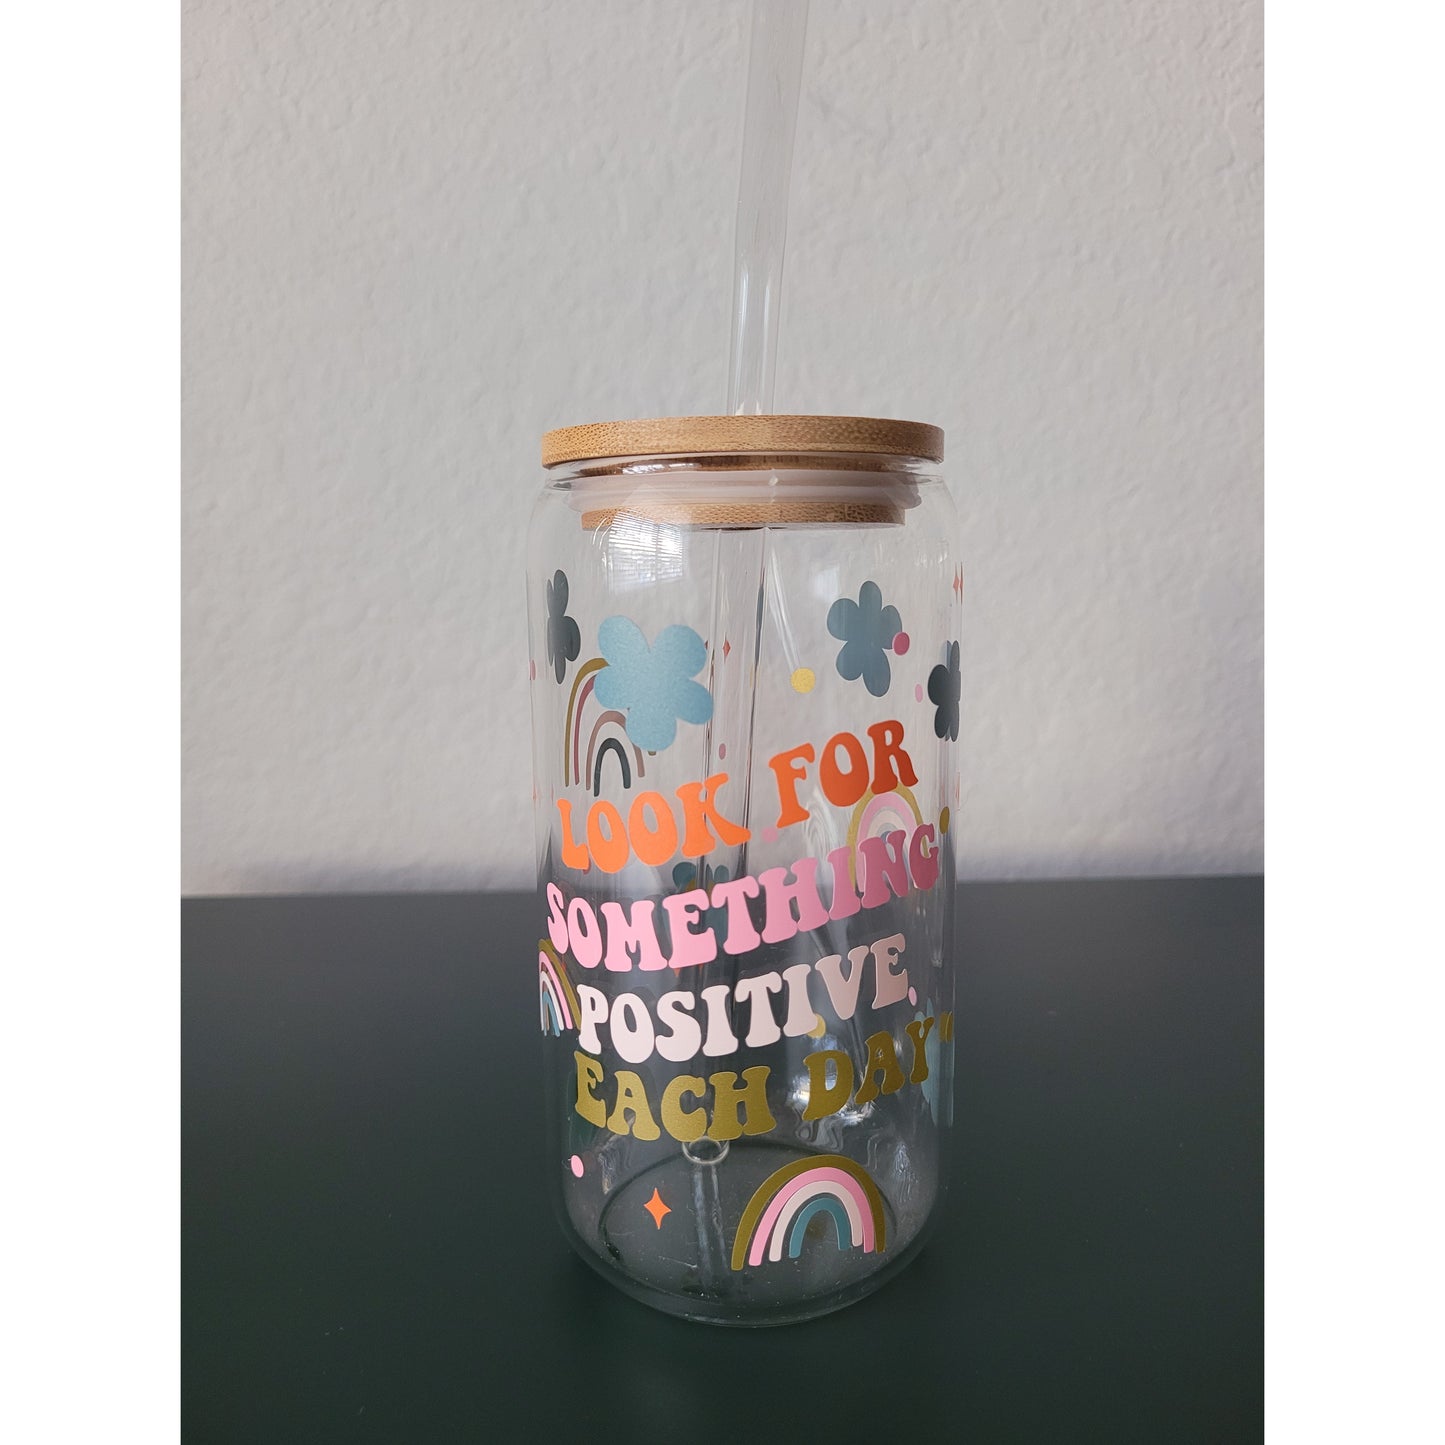 LOOK FOR
SOMETHING
POSITIVE
EACH DAY